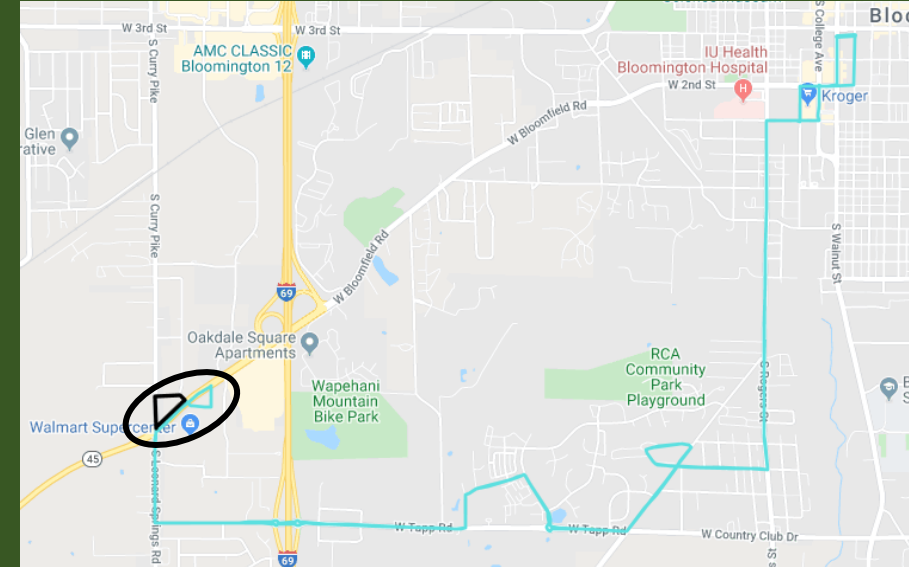 W 3rd St
W 3rd St
S College Ave
Bloo
S Curry Pike
AMC CLASSIC
Bloomington 12
IU Health
Bloomington Hospital
W 2nd St
H
Kroger
W Bloomfield Rd
Glen
rative
S Curry Pike
S Walnut St
W Bloomfield Rd
69
Oakdale Square
Apartments
RCA
Community
Park
Playground
S Rogers St
Wapehani
Mountain
Bike Park
Walmart Supercenter
45
S Leonard Springs Rd
W Tapp Rd
W Tapp Rd
W Country Club Dr
69